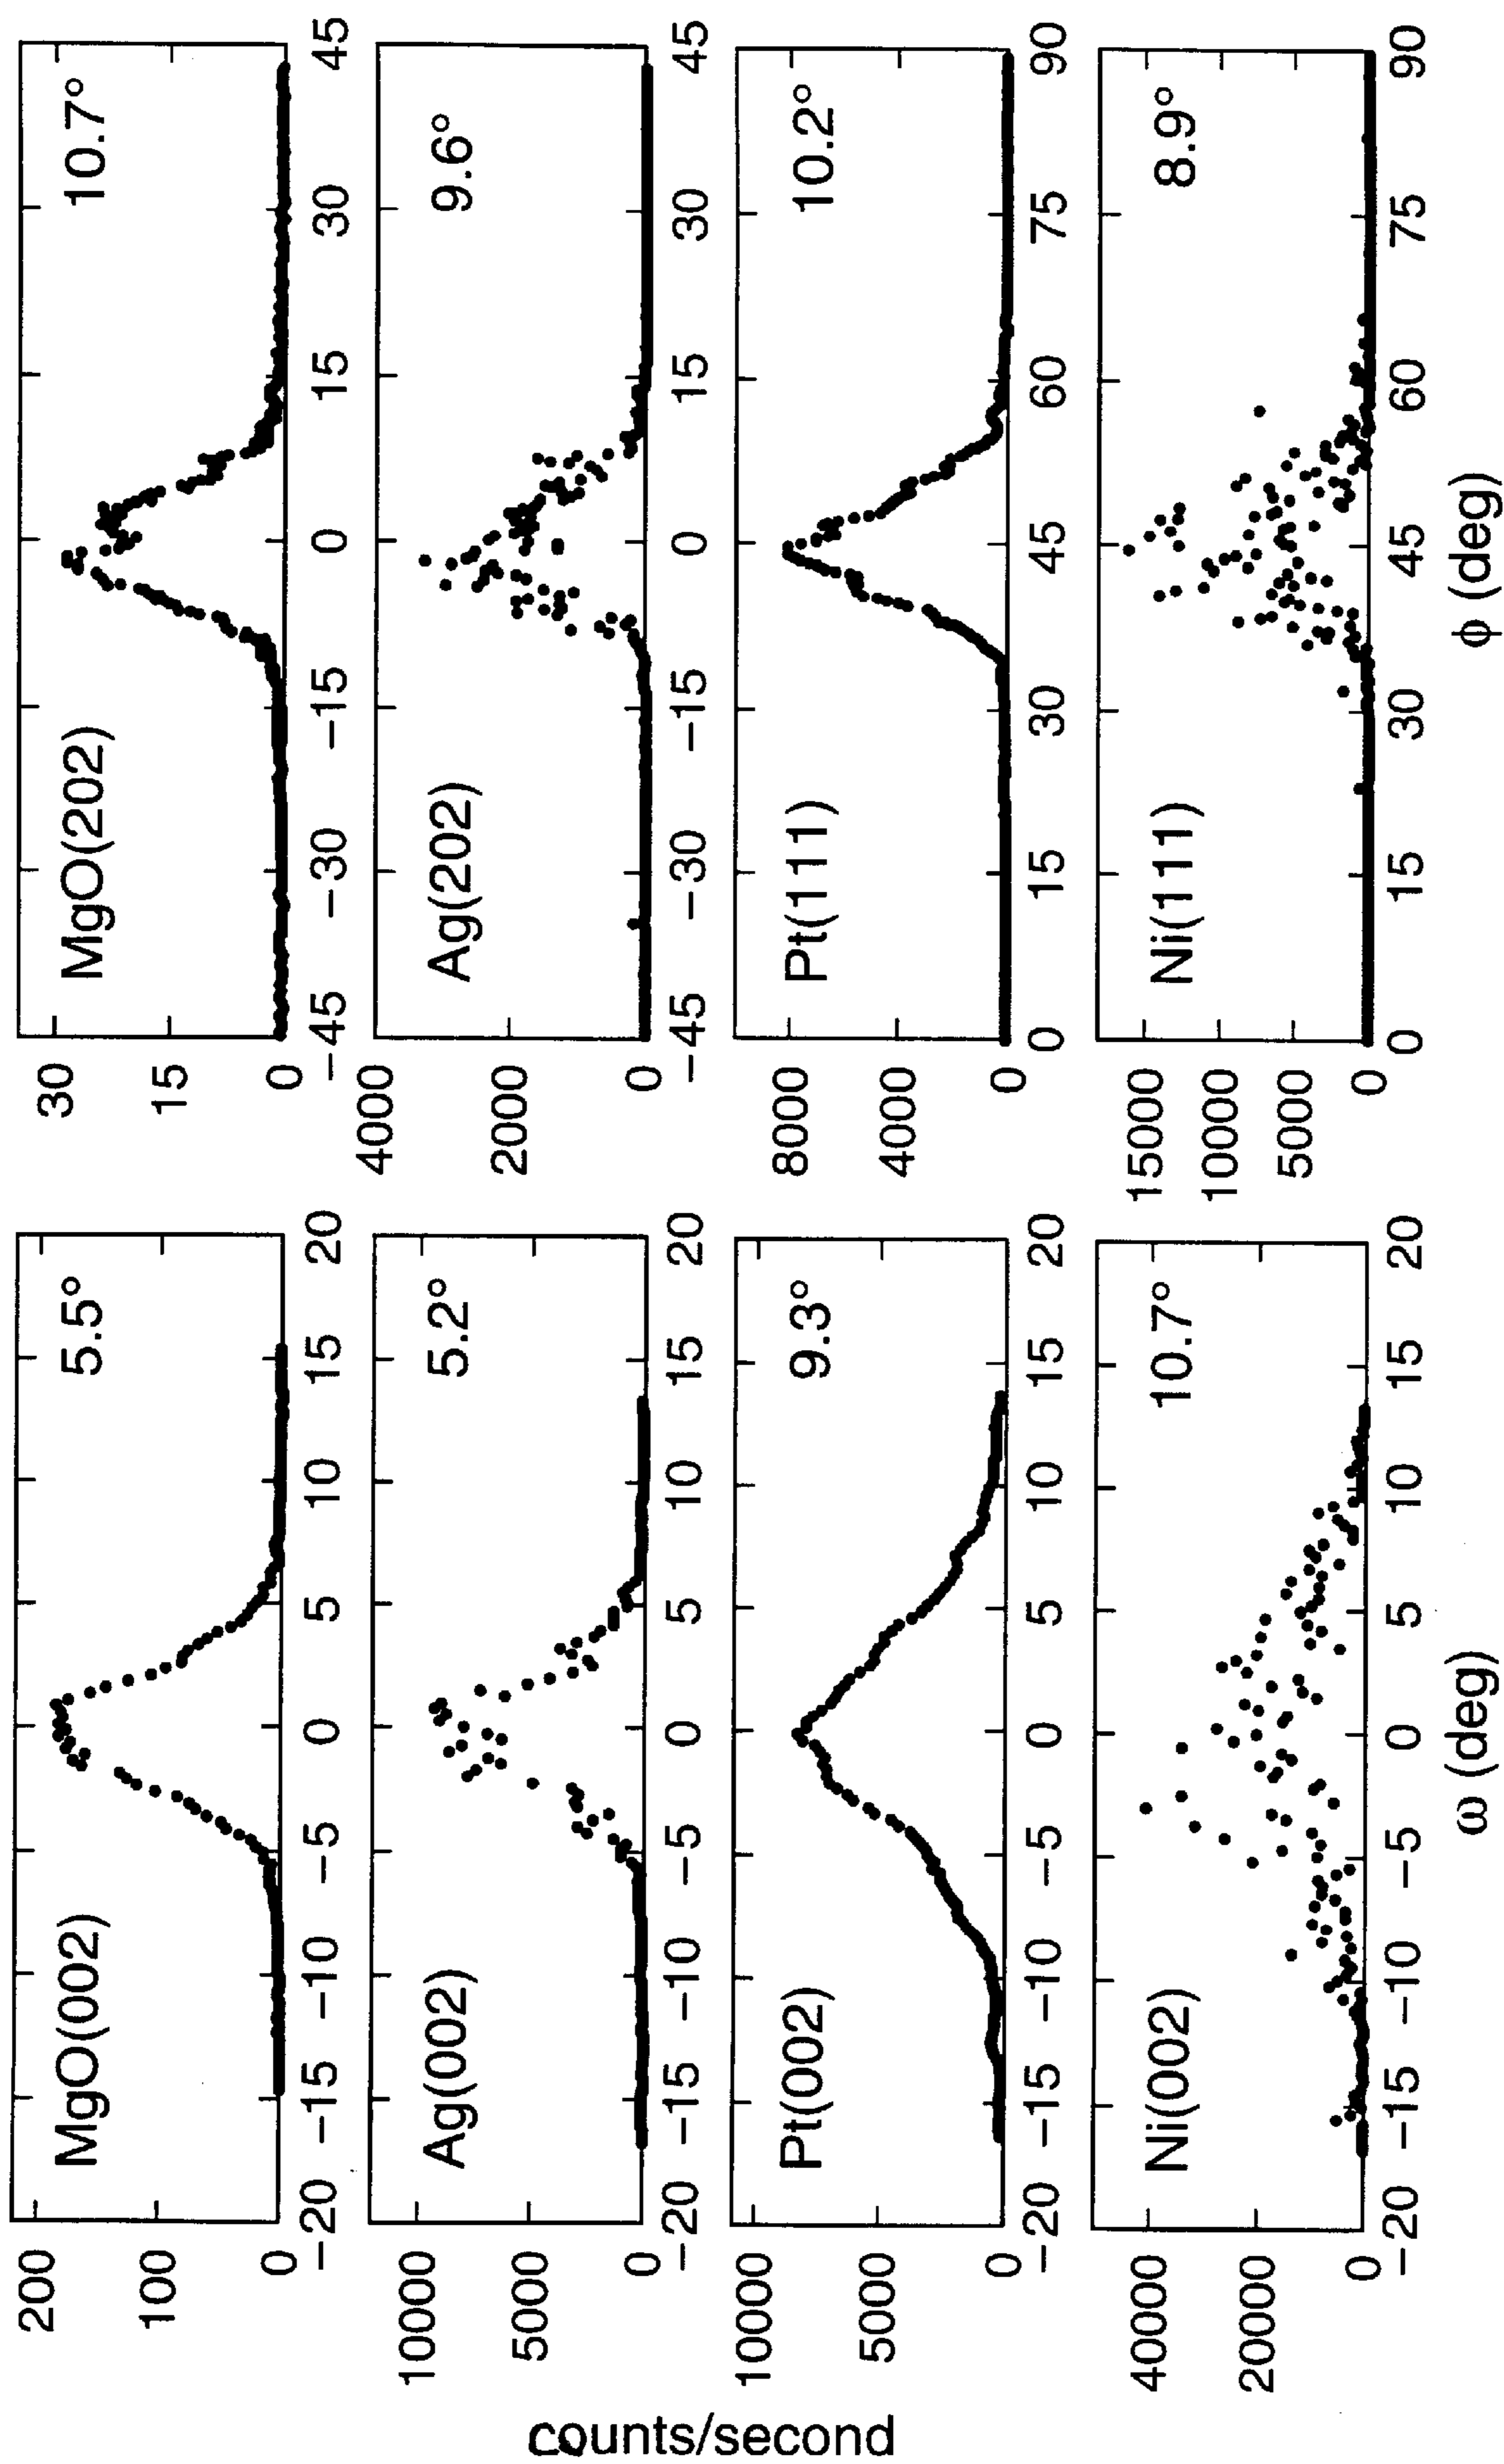 counts/second
200
100
0
MgO(002)
5.5°
−20 −15 −10 −5 0 5 10 15 20
30
15
0
MgO(202)
10.7°
−45 −30 −15 0 15 30 45
10000
5000
0
Ag(002)
5.2°
−20 −15 −10 −5 0 5 10 15 20
4000
2000
0
Ag(202)
9.6°
−45 −30 −15 0 15 30 45
10000
5000
0
Pt(002)
9.3°
−20 −15 −10 −5 0 5 10 15 20
8000
4000
0
Pt(111)
10.2°
0 15 30 45 60 75 90
40000
20000
0
Ni(002)
10.7°
−20 −15 −10 −5 0 5 10 15 20
ω (deg)
15000
10000
5000
0
Ni(111)
8.9°
0 15 30 45 60 75 90
ϕ (deg)